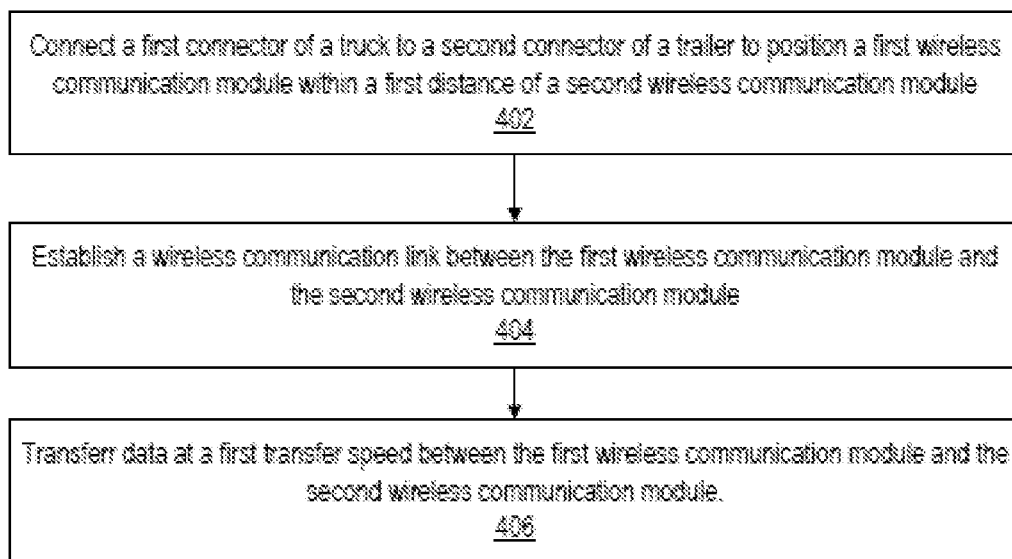 Connect a first connector of a truck to a second connector of a trailer to position a first wireless
communication module within a first distance of a second wireless communication module
402
Establish a wireless communication link between the first wireless communication module and
the second wireless communication module
404
Transferr data at a first transfer speed between the first wireless communication module and the
second wireless communication module.
406